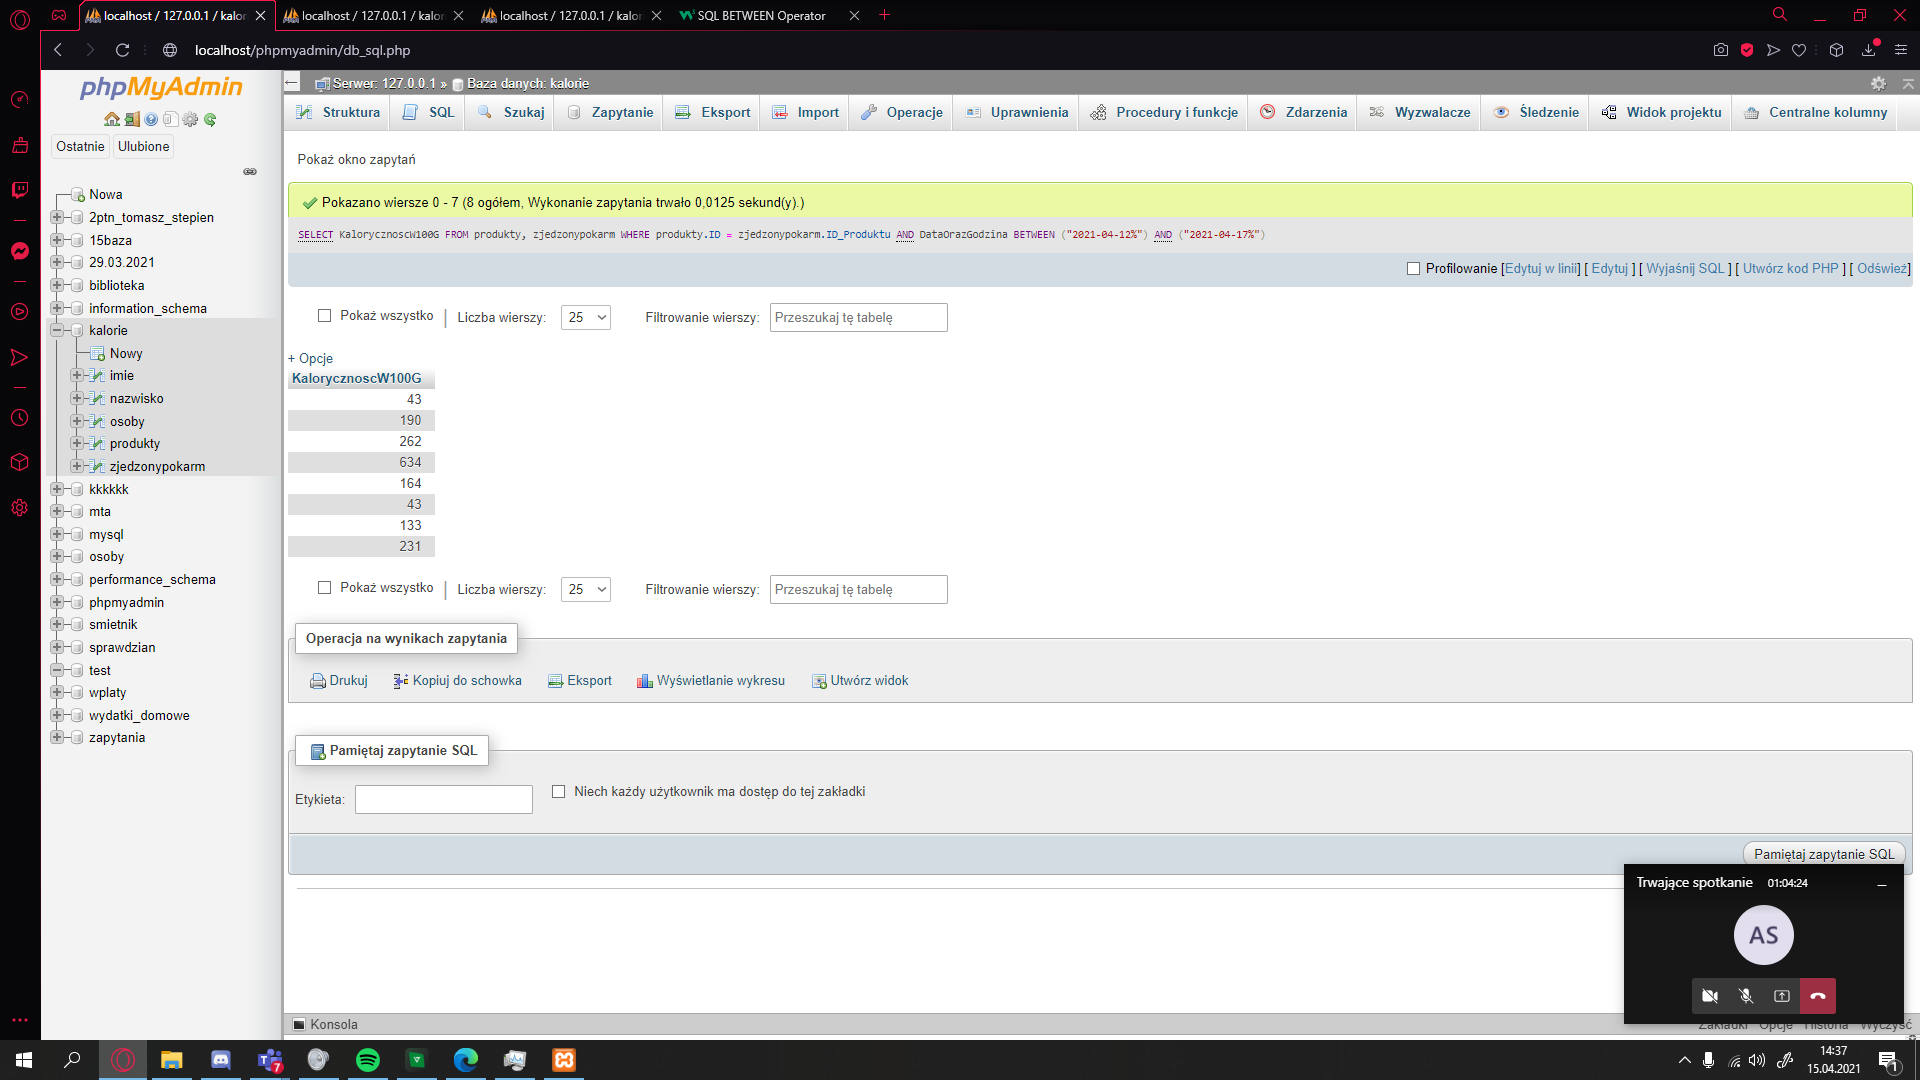 localhost / 127.0.0.1 / kalor
localhost / 127.0.0.1 / kalor
localhost / 127.0.0.1 / kalor
SQL BETWEEN Operator
localhost/phpmyadmin/db_sql.php
phpMyAdmin
Ostatnie
Ulubione
Nowa
2ptn_tomasz_stepien
15baza
29.03.2021
biblioteka
information_schema
kalorie
Nowy
imie
nazwisko
osoby
produkty
zjedzonypokarm
kkkkkk
mta
mysql
osoby
performance_schema
phpmyadmin
smietnik
sprawdzian
test
wplaty
wydatki_domowe
zapytania
Serwer: 127.0.0.1 » Baza danych: kalorie
Struktura
SQL
Szukaj
Zapytanie
Eksport
Import
Operacje
Uprawnienia
Procedury i funkcje
Zdarzenia
Wyzwalacze
Śledzenie
Widok projektu
Centralne kolumny
Pokaż okno zapytań
Pokazano wiersze 0 - 7 (8 ogółem, Wykonanie zapytania trwało 0,0125 sekund(y).)
SELECT KalorycznoscW100G FROM produkty, zjedzonypokarm WHERE produkty.ID = zjedzonypokarm.ID_Produktu AND DataOrazGodzina BETWEEN ("2021-04-12%") AND ("2021-04-17%")
Profilowanie [Edytuj w linii] [ Edytuj ] [ Wyjaśnij SQL ] [ Utwórz kod PHP ] [ Odśwież]
Pokaż wszystko
Liczba wierszy:
25
Filtrowanie wierszy:
Przeszukaj tę tabelę
+ Opcje
KalorycznoscW100G
43
190
262
634
164
43
133
231
Pokaż wszystko
Liczba wierszy:
25
Filtrowanie wierszy:
Przeszukaj tę tabelę
Operacja na wynikach zapytania
Drukuj
Kopiuj do schowka
Eksport
Wyświetlanie wykresu
Utwórz widok
Pamiętaj zapytanie SQL
Etykieta:
Niech każdy użytkownik ma dostęp do tej zakładki
Pamiętaj zapytanie SQL
Trwające spotkanie 01:04:24
AS
Konsola
Zakładki Opcje Historia Wyczyść
7
14:37
15.04.2021
1